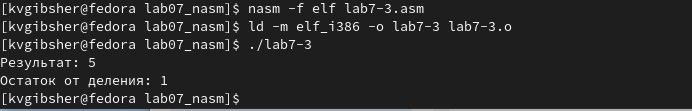 [kvgibsher@fedora lab07_nasm]$ nasm -f elf lab7-3.asm
[kvgibsher@fedora lab07_nasm]$ ld -m elf_i386 -o lab7-3 lab7-3.o
[kvgibsher@fedora lab07_nasm]$ ./lab7-3
Результат: 5
Остаток от деления: 1
[kvgibsher@fedora lab07_nasm]$